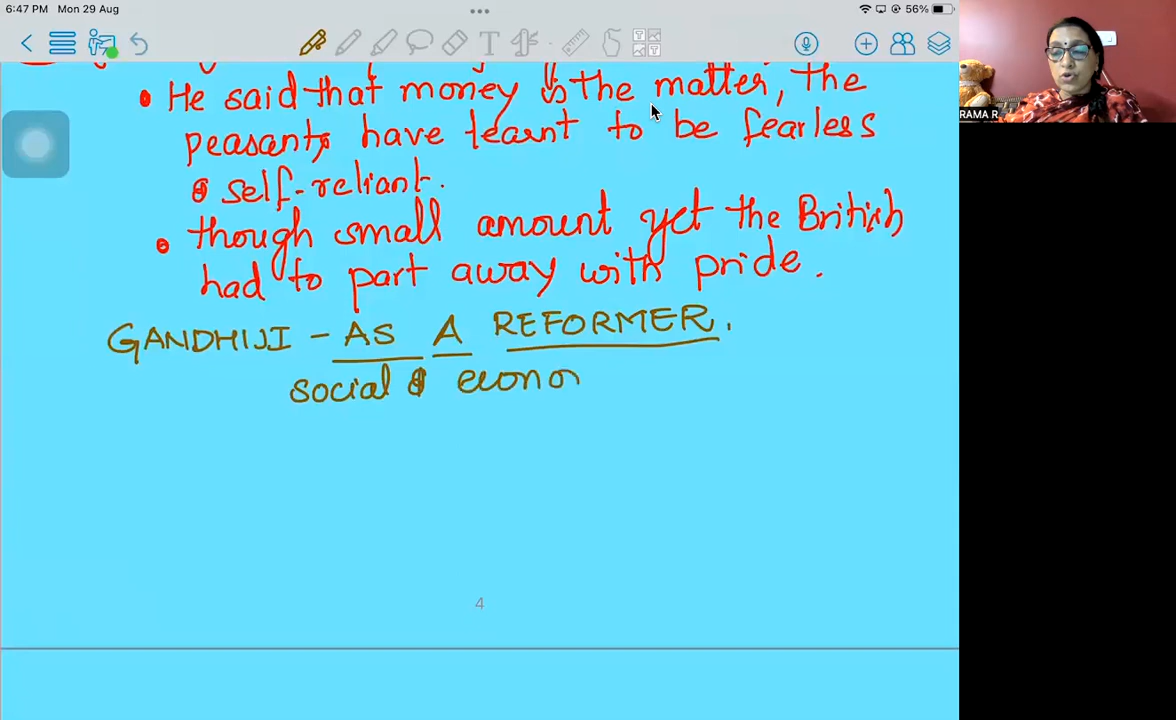 6:47 PM Mon 29 Aug
56%
He said that money is the matter, the
peasants have learnt to be fearless
& self-reliant.
though small amount yet the British
had to part away with pride.
GANDHIJI - AS A REFORMER.
social & econo
4
RAMA R